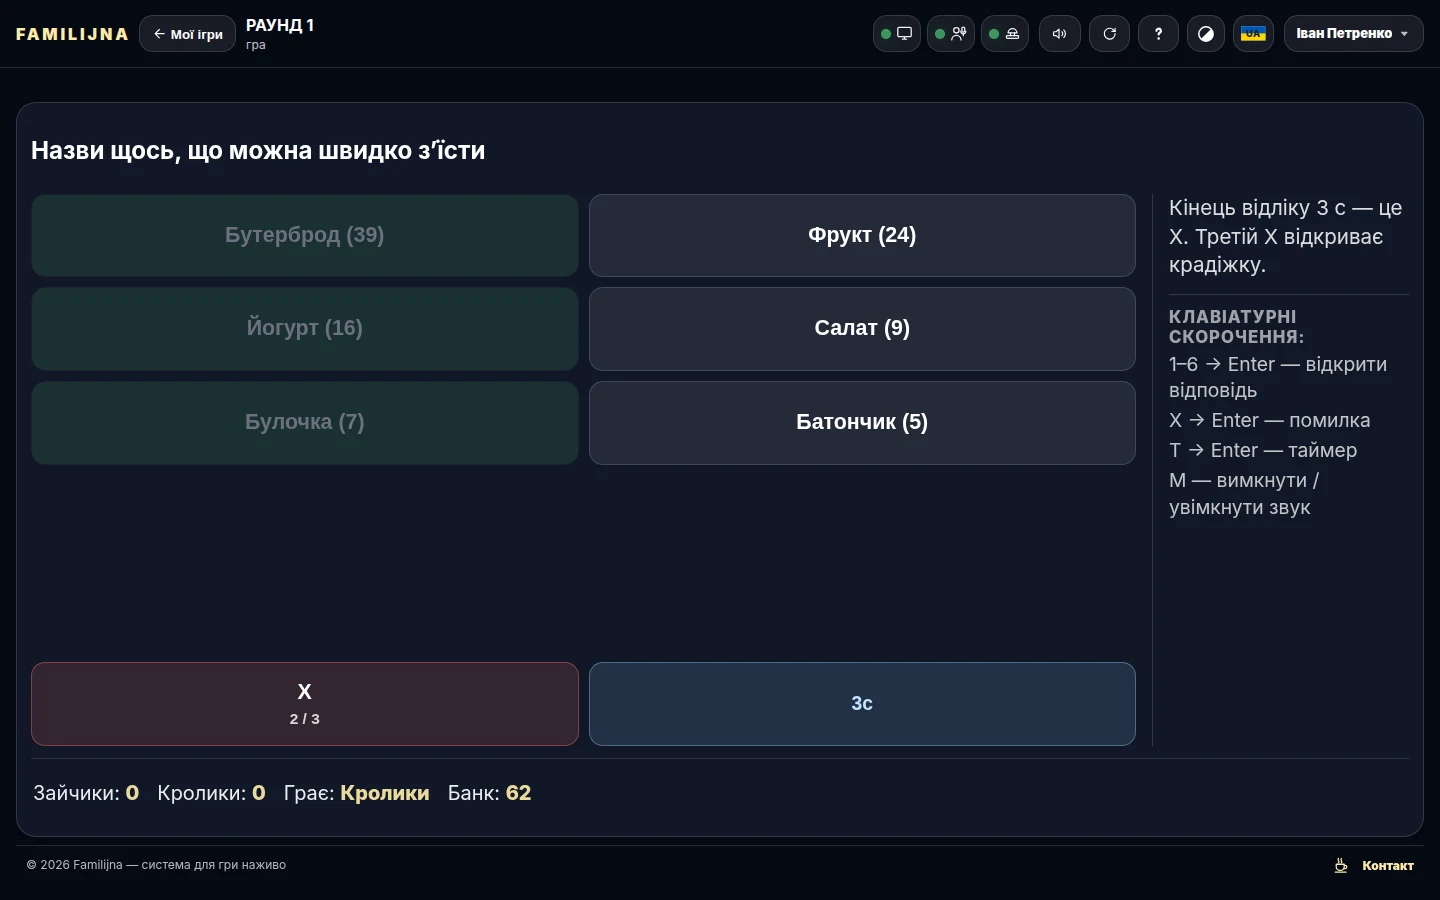 FAMILIJNA
← Мої ігри
РАУНД 1
гра
?
UA
Іван Петренко
Назви щось, що можна швидко з’їсти
Бутерброд (39)
Фрукт (24)
Йогурт (16)
Салат (9)
Булочка (7)
Батончик (5)
X
2 / 3
3с
Кінець відліку 3 с — це
X. Третій X відкриває
крадіжку.
КЛАВІАТУРНІ
СКОРОЧЕННЯ:
1–6 → Enter — відкрити
відповідь
X → Enter — помилка
T → Enter — таймер
M — вимкнути /
увімкнути звук
Зайчики: 0 Кролики: 0 Грає: Кролики Банк: 62
© 2026 Familijna — система для гри наживо
Контакт